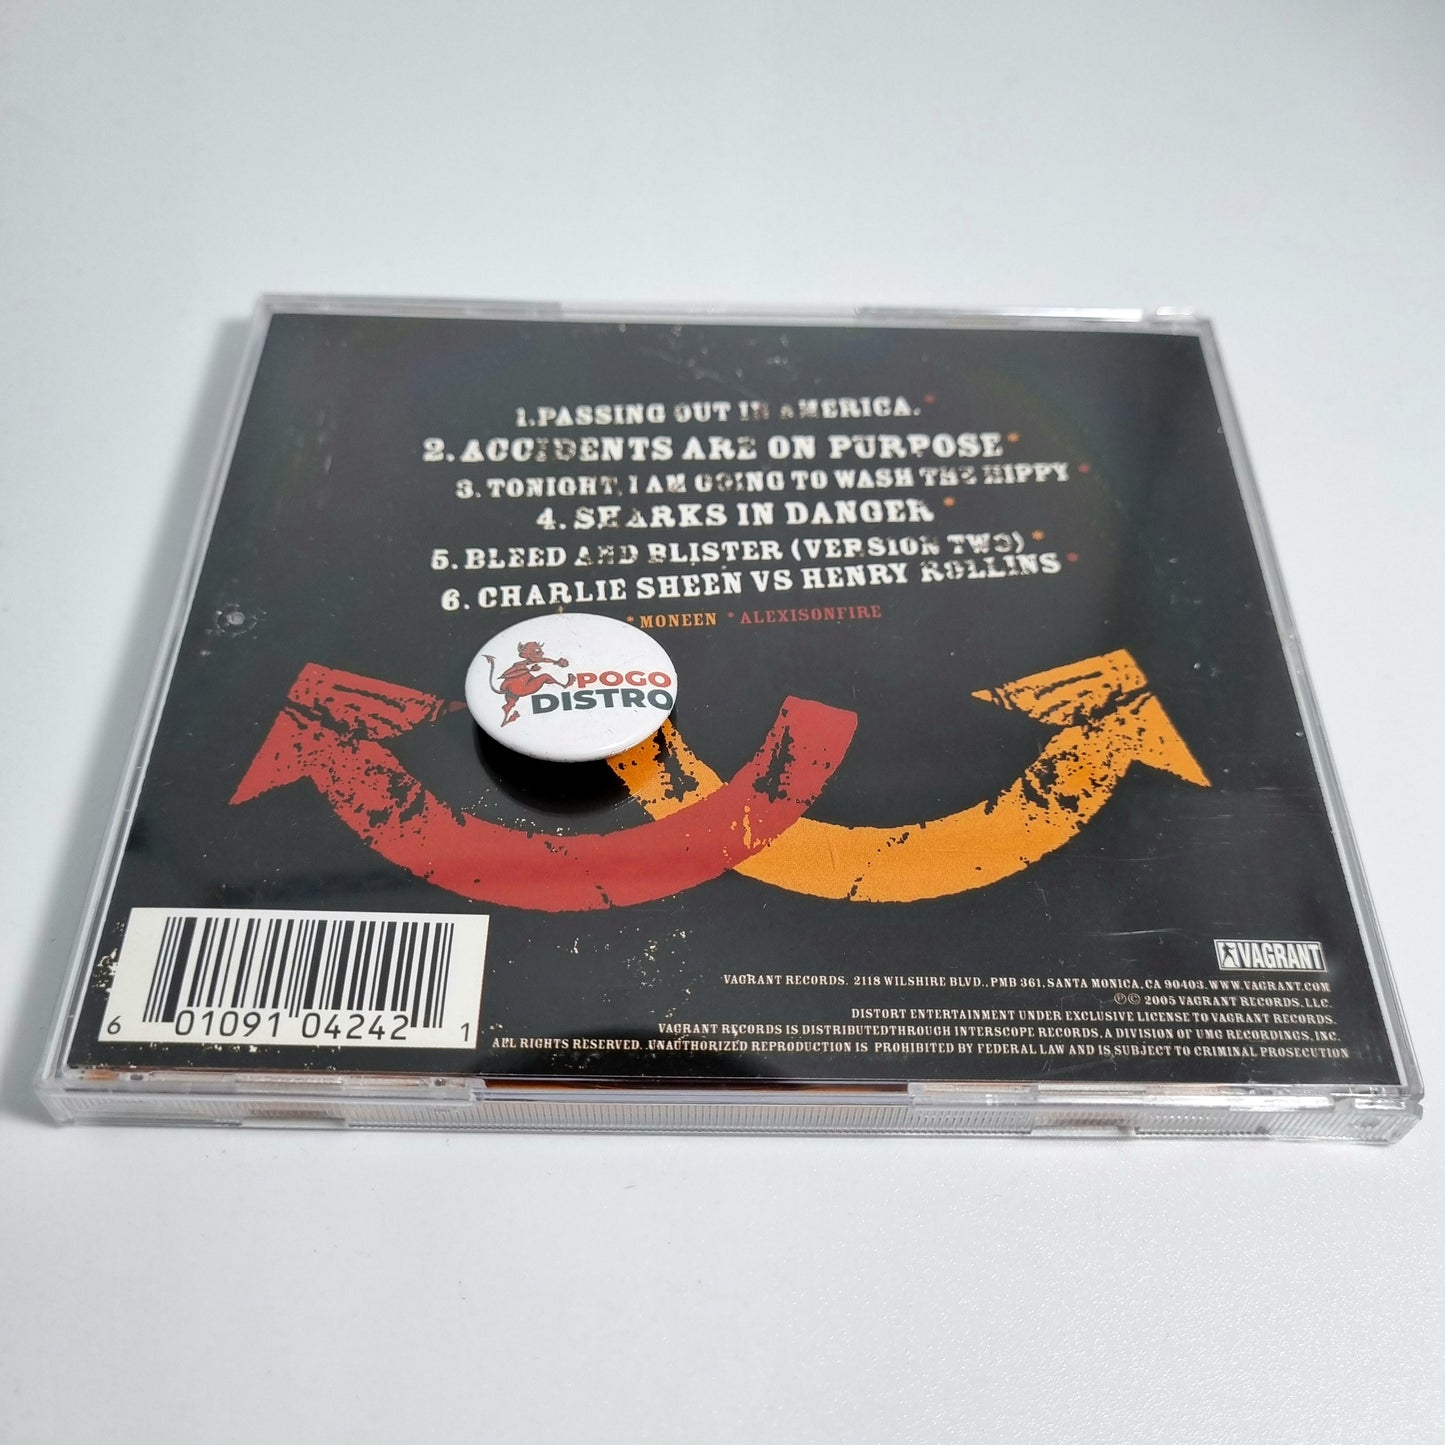 1. PASSING OUT IN AMERICA. *
2. ACCIDENTS ARE ON PURPOSE *
3. TONIGHT, I AM GOING TO WASH THE HIPPY *
4. SHARKS IN DANGER *
5. BLEED AND BLISTER (VERSION TWO) *
6. CHARLIE SHEEN VS HENRY ROLLINS *
* MONEEN * ALEXISONFIRE
POGO
DISTRO
VAGRANT
VAGRANT RECORDS. 2118 WILSHIRE BLVD., PMB 361, SANTA MONICA, CA 90403. WWW.VAGRANT.COM
℗© 2005 VAGRANT RECORDS, LLC.
DISTORT ENTERTAINMENT UNDER EXCLUSIVE LICENSE TO VAGRANT RECORDS.
VAGRANT RECORDS IS DISTRIBUTED THROUGH INTERSCOPE RECORDS, A DIVISION OF UMG RECORDINGS, INC.
ALL RIGHTS RESERVED. UNAUTHORIZED REPRODUCTION IS PROHIBITED BY FEDERAL LAW AND IS SUBJECT TO CRIMINAL PROSECUTION
6 01091 04242 1